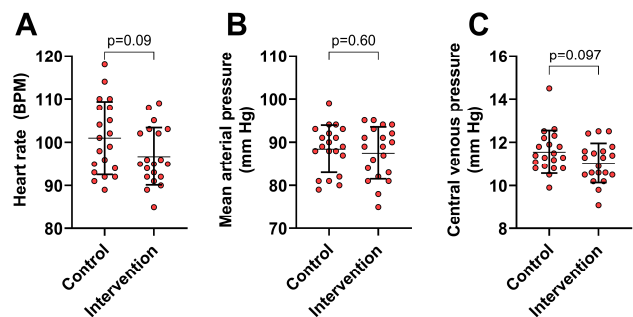 A
Heart rate (BPM)
p=0.09
120
110
100
90
80
Control
Intervention
B
Mean arterial pressure
(mm Hg)
p=0.60
110
100
90
80
70
Control
Intervention
C
Central venous pressure
(mm Hg)
p=0.097
16
14
12
10
8
Control
Intervention